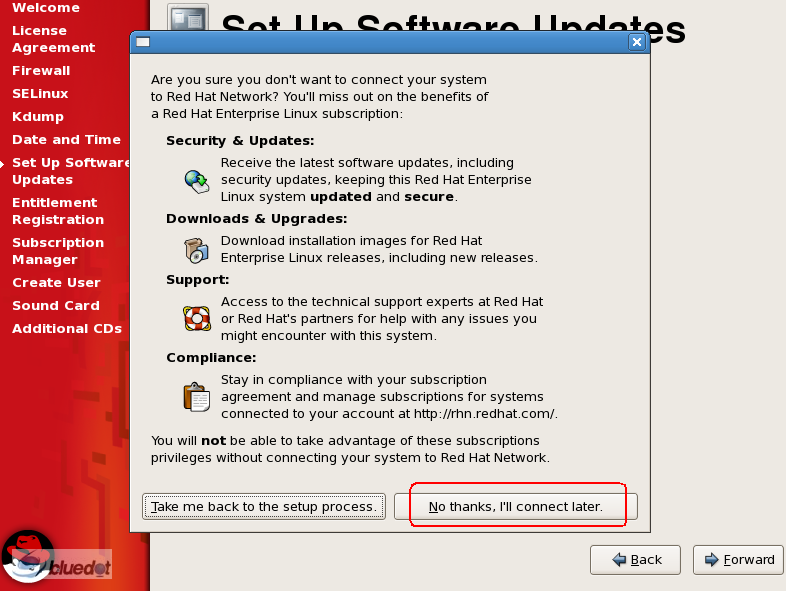 Welcome
License
Agreement
Firewall
SELinux
Kdump
Date and Time
Set Up Software
Updates
Entitlement
Registration
Subscription
Manager
Create User
Sound Card
Additional CDs
Set Up Software Updates
Are you sure you don't want to connect your system
to Red Hat Network? You'll miss out on the benefits of
a Red Hat Enterprise Linux subscription:
Security & Updates:
Receive the latest software updates, including
security updates, keeping this Red Hat Enterprise
Linux system updated and secure.
Downloads & Upgrades:
Download installation images for Red Hat
Enterprise Linux releases, including new releases.
Support:
Access to the technical support experts at Red Hat
or Red Hat's partners for help with any issues you
might encounter with this system.
Compliance:
Stay in compliance with your subscription
agreement and manage subscriptions for systems
connected to your account at http://rhn.redhat.com/.
You will not be able to take advantage of these subscriptions
privileges without connecting your system to Red Hat Network.
Take me back to the setup process.
No thanks, I'll connect later.
Back
Forward
bluedot